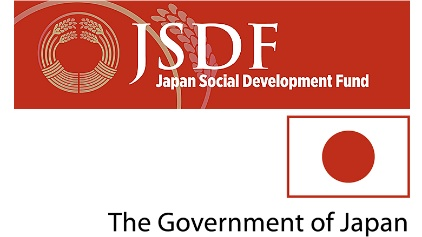 JSDF
Japan Social Development Fund
The Government of Japan